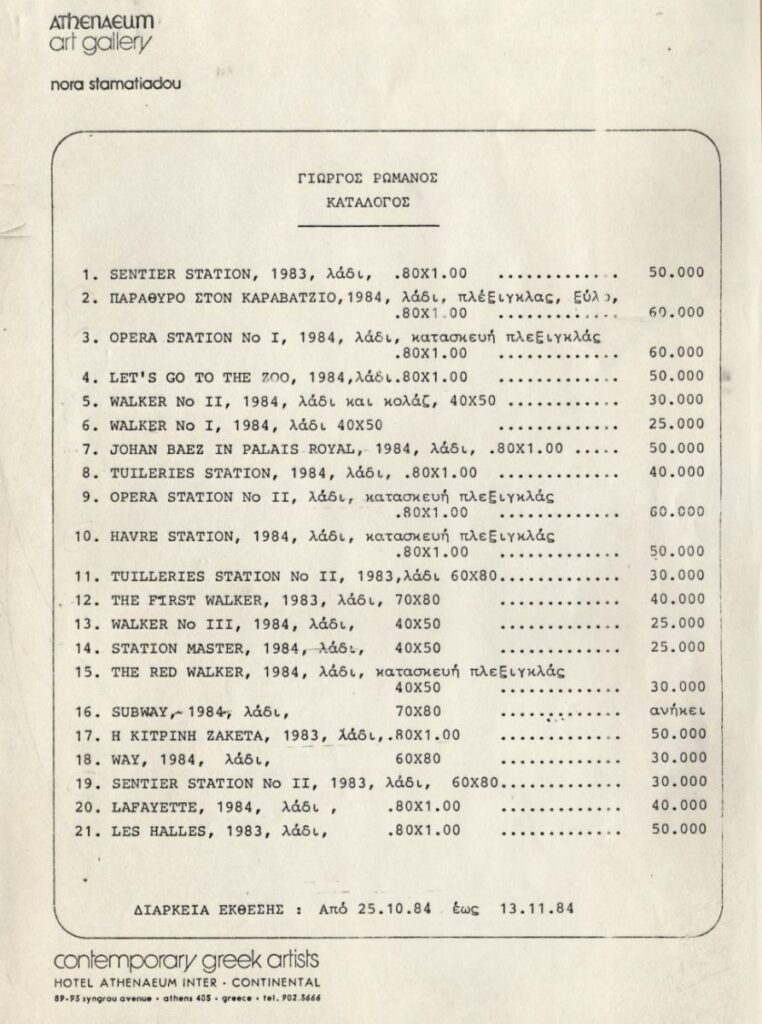 ATHENAEUM
art gallery
nora stamatiadou
ΓΙΩΡΓΟΣ ΡΩΜΑΝΟΣ
ΚΑΤΑΛΟΓΟΣ
1. SENTIER STATION, 1983, λάδι, .80X1.00 ............. 50.000
2. ΠΑΡΑΘΥΡΟ ΣΤΟΝ ΚΑΡΑΒΑΤΖΙΟ,1984, λάδι, πλέξιγκλας, ξύλο,
.80X1.00 ............. 60.000
3. OPERA STATION No I, 1984, λάδι, κατασκευή πλεξιγκλάς
.80X1.00 ............. 60.000
4. LET'S GO TO THE ZOO, 1984,λάδι.80X1.00 ............. 50.000
5. WALKER No II, 1984, λάδι και κολάζ, 40X50 ............ 30.000
6. WALKER No I, 1984, λάδι 40X50 ............. 25.000
7. JOHAN BAEZ IN PALAIS ROYAL, 1984, λάδι, .80X1.00 ..... 50.000
8. TUILERIES STATION, 1984, λάδι, .80X1.00 ............. 40.000
9. OPERA STATION No II, λάδι, κατασκευή πλεξιγκλάς
.80X1.00 ............. 60.000
10. HAVRE STATION, 1984, λάδι, κατασκευή πλεξιγκλάς
.80X1.00 ............. 50.000
11. TUILLERIES STATION No II, 1983,λάδι 60X80............. 30.000
12. THE FIRST WALKER, 1983, λάδι, 70X80 ............. 40.000
13. WALKER No III, 1984, λάδι, 40X50 ............. 25.000
14. STATION MASTER, 1984, λάδι, 40X50 ............. 25.000
15. THE RED WALKER, 1984, λάδι, κατασκευή πλεξιγκλάς
40X50 ............. 30.000
16. SUBWAY, 1984, λάδι, 70X80 ............. ανήκει
17. Η ΚΙΤΡΙΝΗ ΖΑΚΕΤΑ, 1983, λάδι,.80X1.00 ............. 50.000
18. WAY, 1984, λάδι, 60X80 ............. 30.000
19. SENTIER STATION No II, 1983, λάδι, 60X80............. 30.000
20. LAFAYETTE, 1984, λάδι , .80X1.00 ............. 40.000
21. LES HALLES, 1983, λάδι, .80X1.00 ............. 50.000
ΔΙΑΡΚΕΙΑ ΕΚΘΕΣΗΣ : Από 25.10.84 έως 13.11.84
contemporary greek artists
HOTEL ATHENAEUM INTER · CONTINENTAL
89-93 syngrou avenue · athens 405 · greece · tel. 902.3666